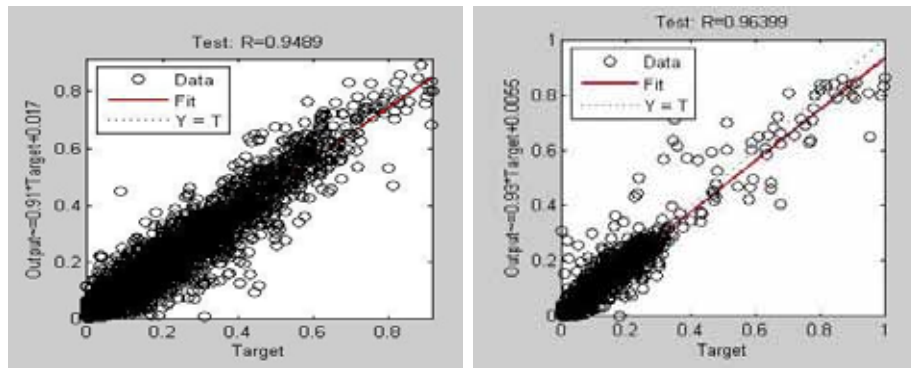 Test: R=0.9489
Data
Fit
Y = T
Output~=0.91*Target+0.017
0.8
0.6
0.4
0.2
0
0
0.2
0.4
0.6
0.8
Target
Test: R=0.96399
Data
Fit
Y = T
Output~=0.93*Target+0.0055
1
0.8
0.6
0.4
0.2
0
0
0.2
0.4
0.6
0.8
1
Target